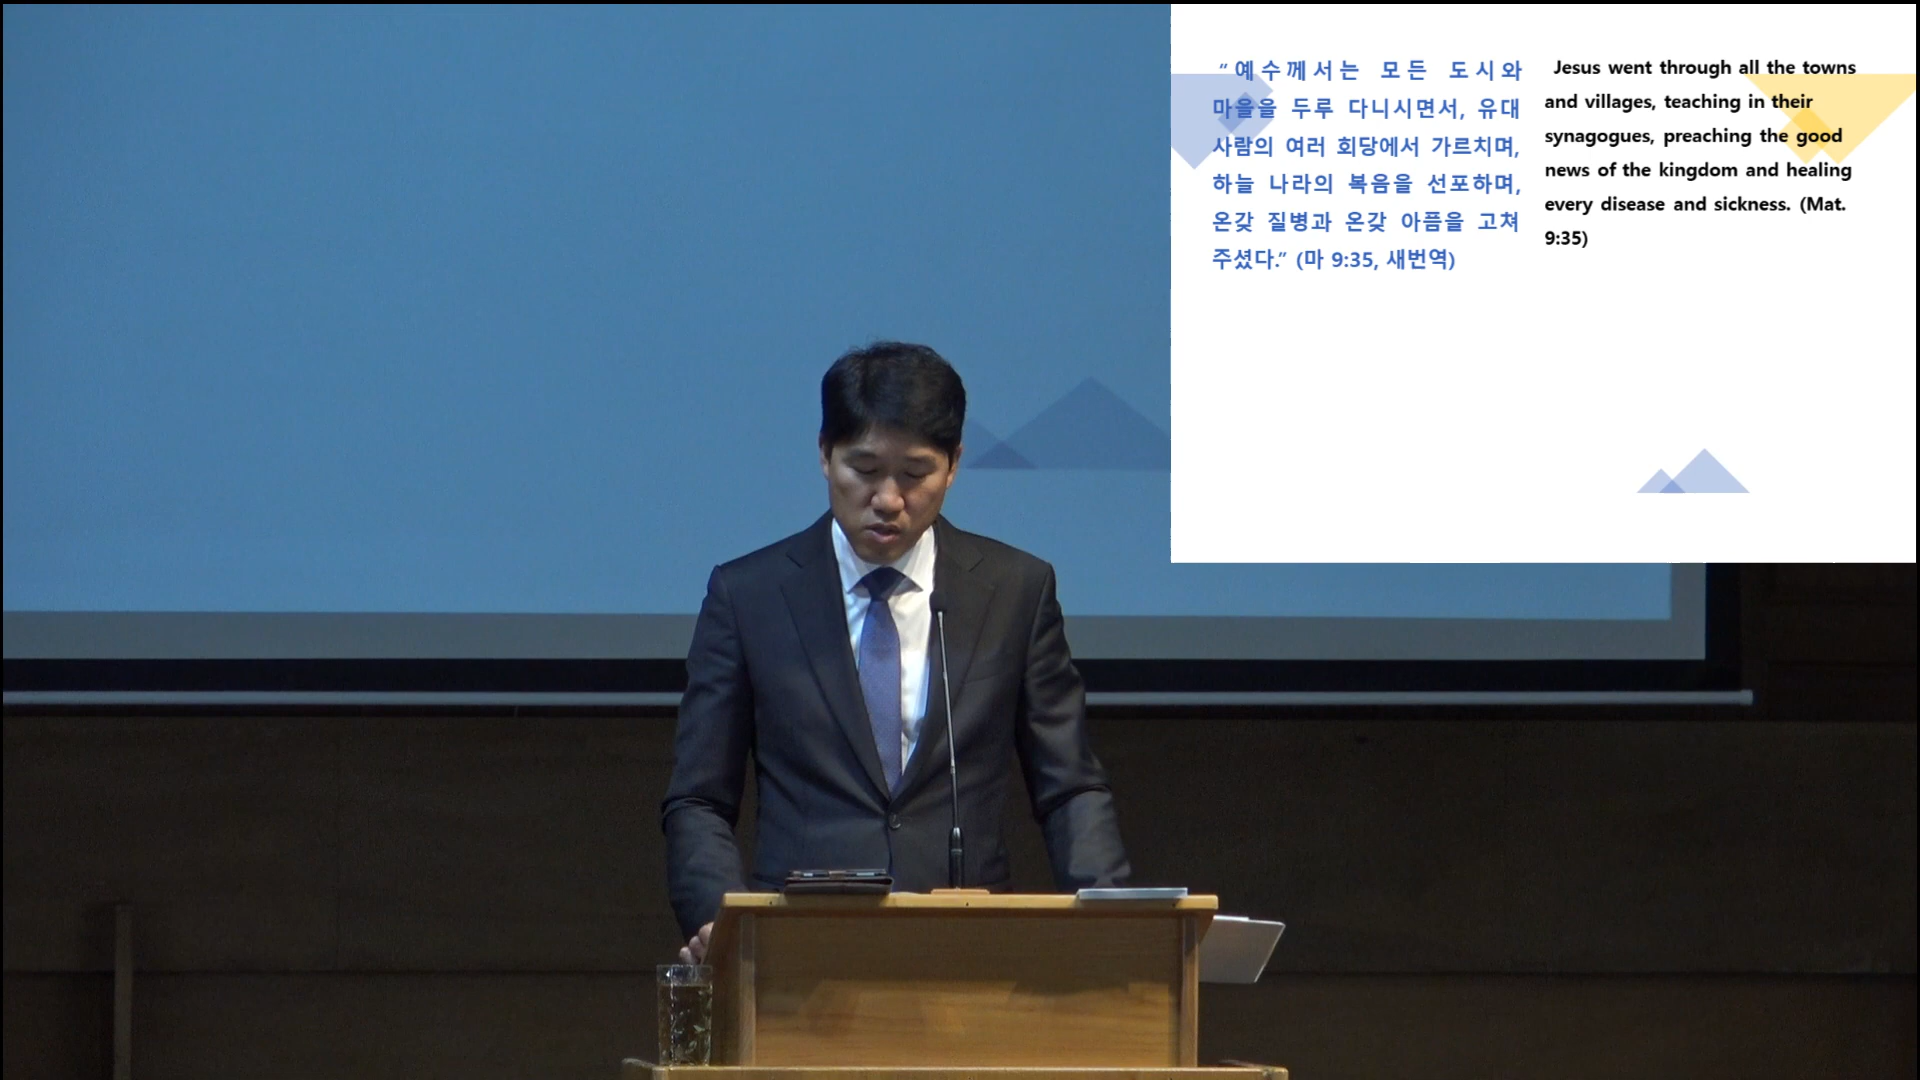 “예수께서는 모든 도시와
마을을 두루 다니시면서, 유대
사람의 여러 회당에서 가르치며,
하늘 나라의 복음을 선포하며,
온갖 질병과 온갖 아픔을 고쳐
주셨다.” (마 9:35, 새번역)
Jesus went through all the towns
and villages, teaching in their
synagogues, preaching the good
news of the kingdom and healing
every disease and sickness. (Mat.
9:35)